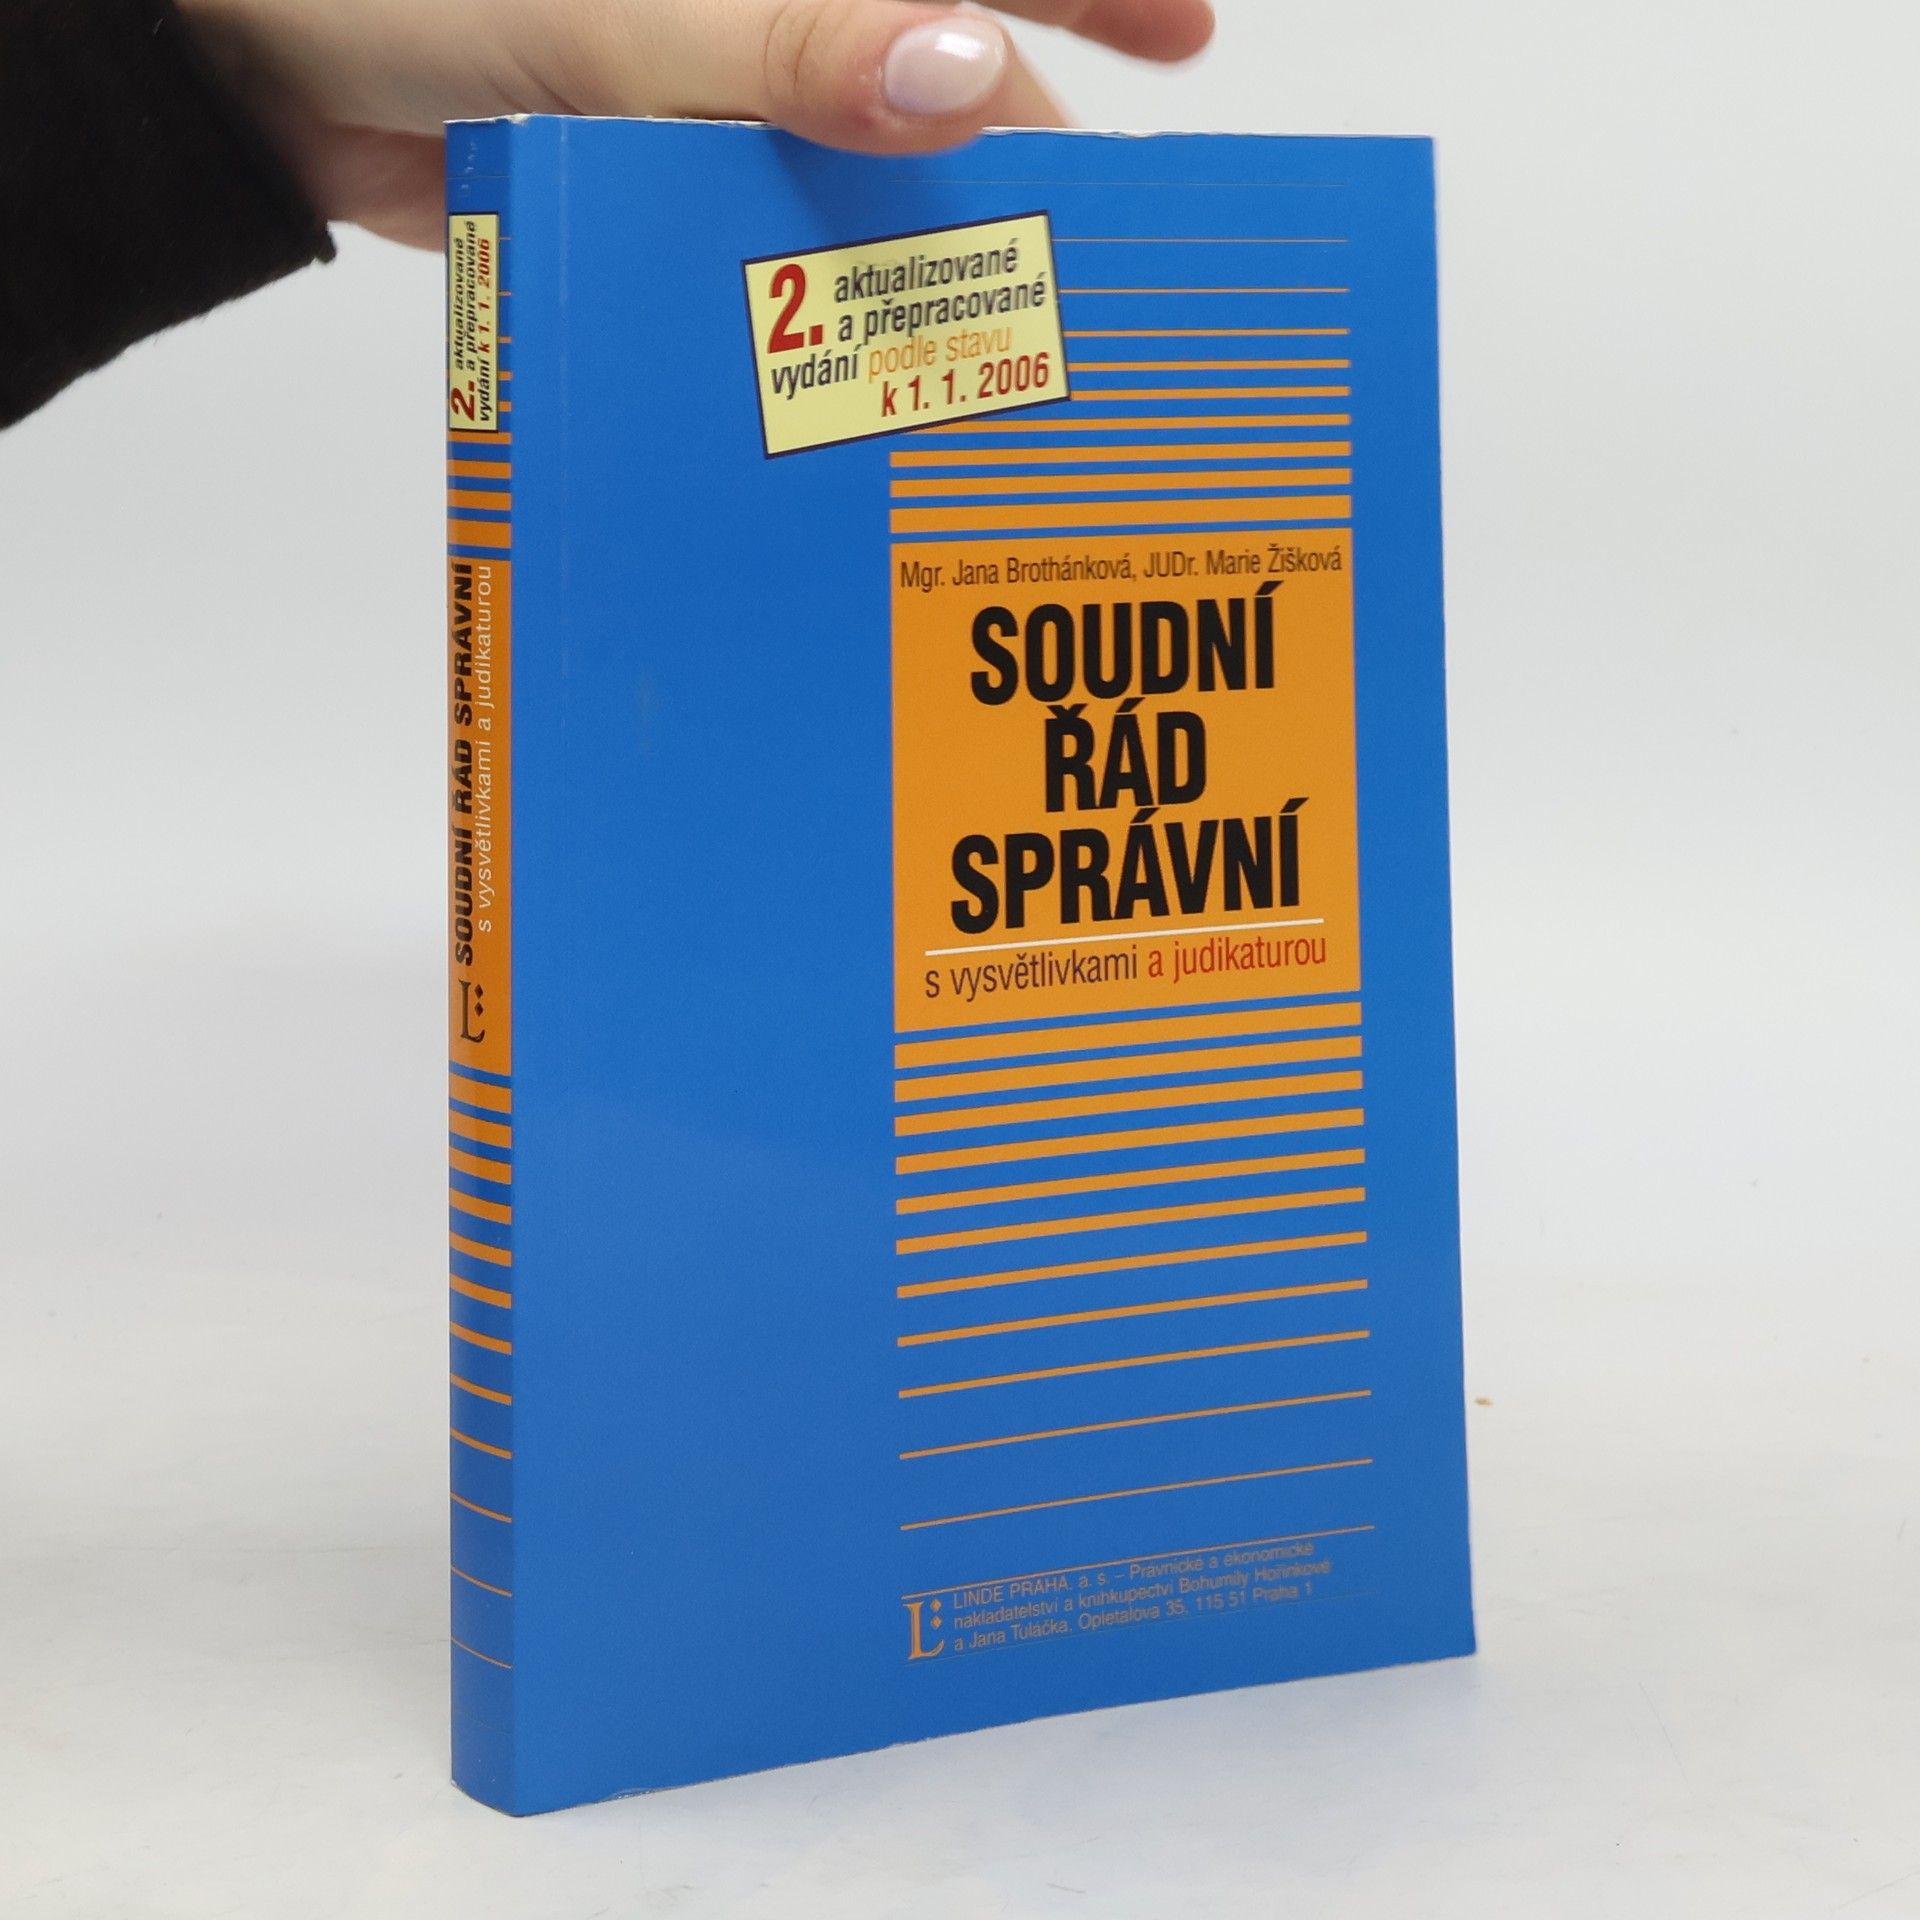 2. aktualizované
a přepracované
vydání podle stavu
k 1. 1. 2006
Mgr. Jana Brothánková, JUDr. Marie Žišková
SOUDNÍ
ŘÁD
SPRÁVNÍ
s vysvětlivkami a judikaturou
LINDE PRAHA, a. s. – Právnické a ekonomické
nakladatelství a knihkupectví Bohumily Hořínkové
a Jana Tuláčka, Opletalova 35, 115 51 Praha 1
2. aktualizované
a přepracované
vydání k 1. 1. 2006
SOUDNÍ ŘÁD SPRÁVNÍ
s vysvětlivkami a judikaturou